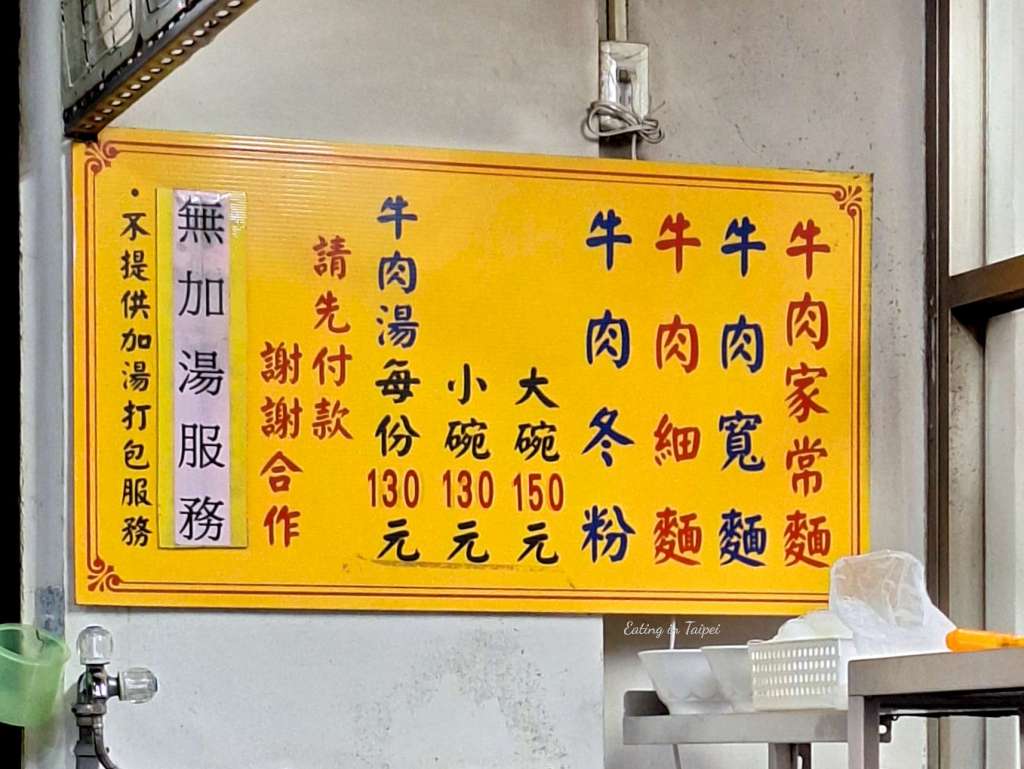 牛肉家常麵
牛肉寬麵
牛肉細麵
牛肉冬粉
大碗150元
小碗130元
牛肉湯每份130元
請先付款
謝謝合作
無加湯服務
·不提供加湯打包服務
Eating in Taipei